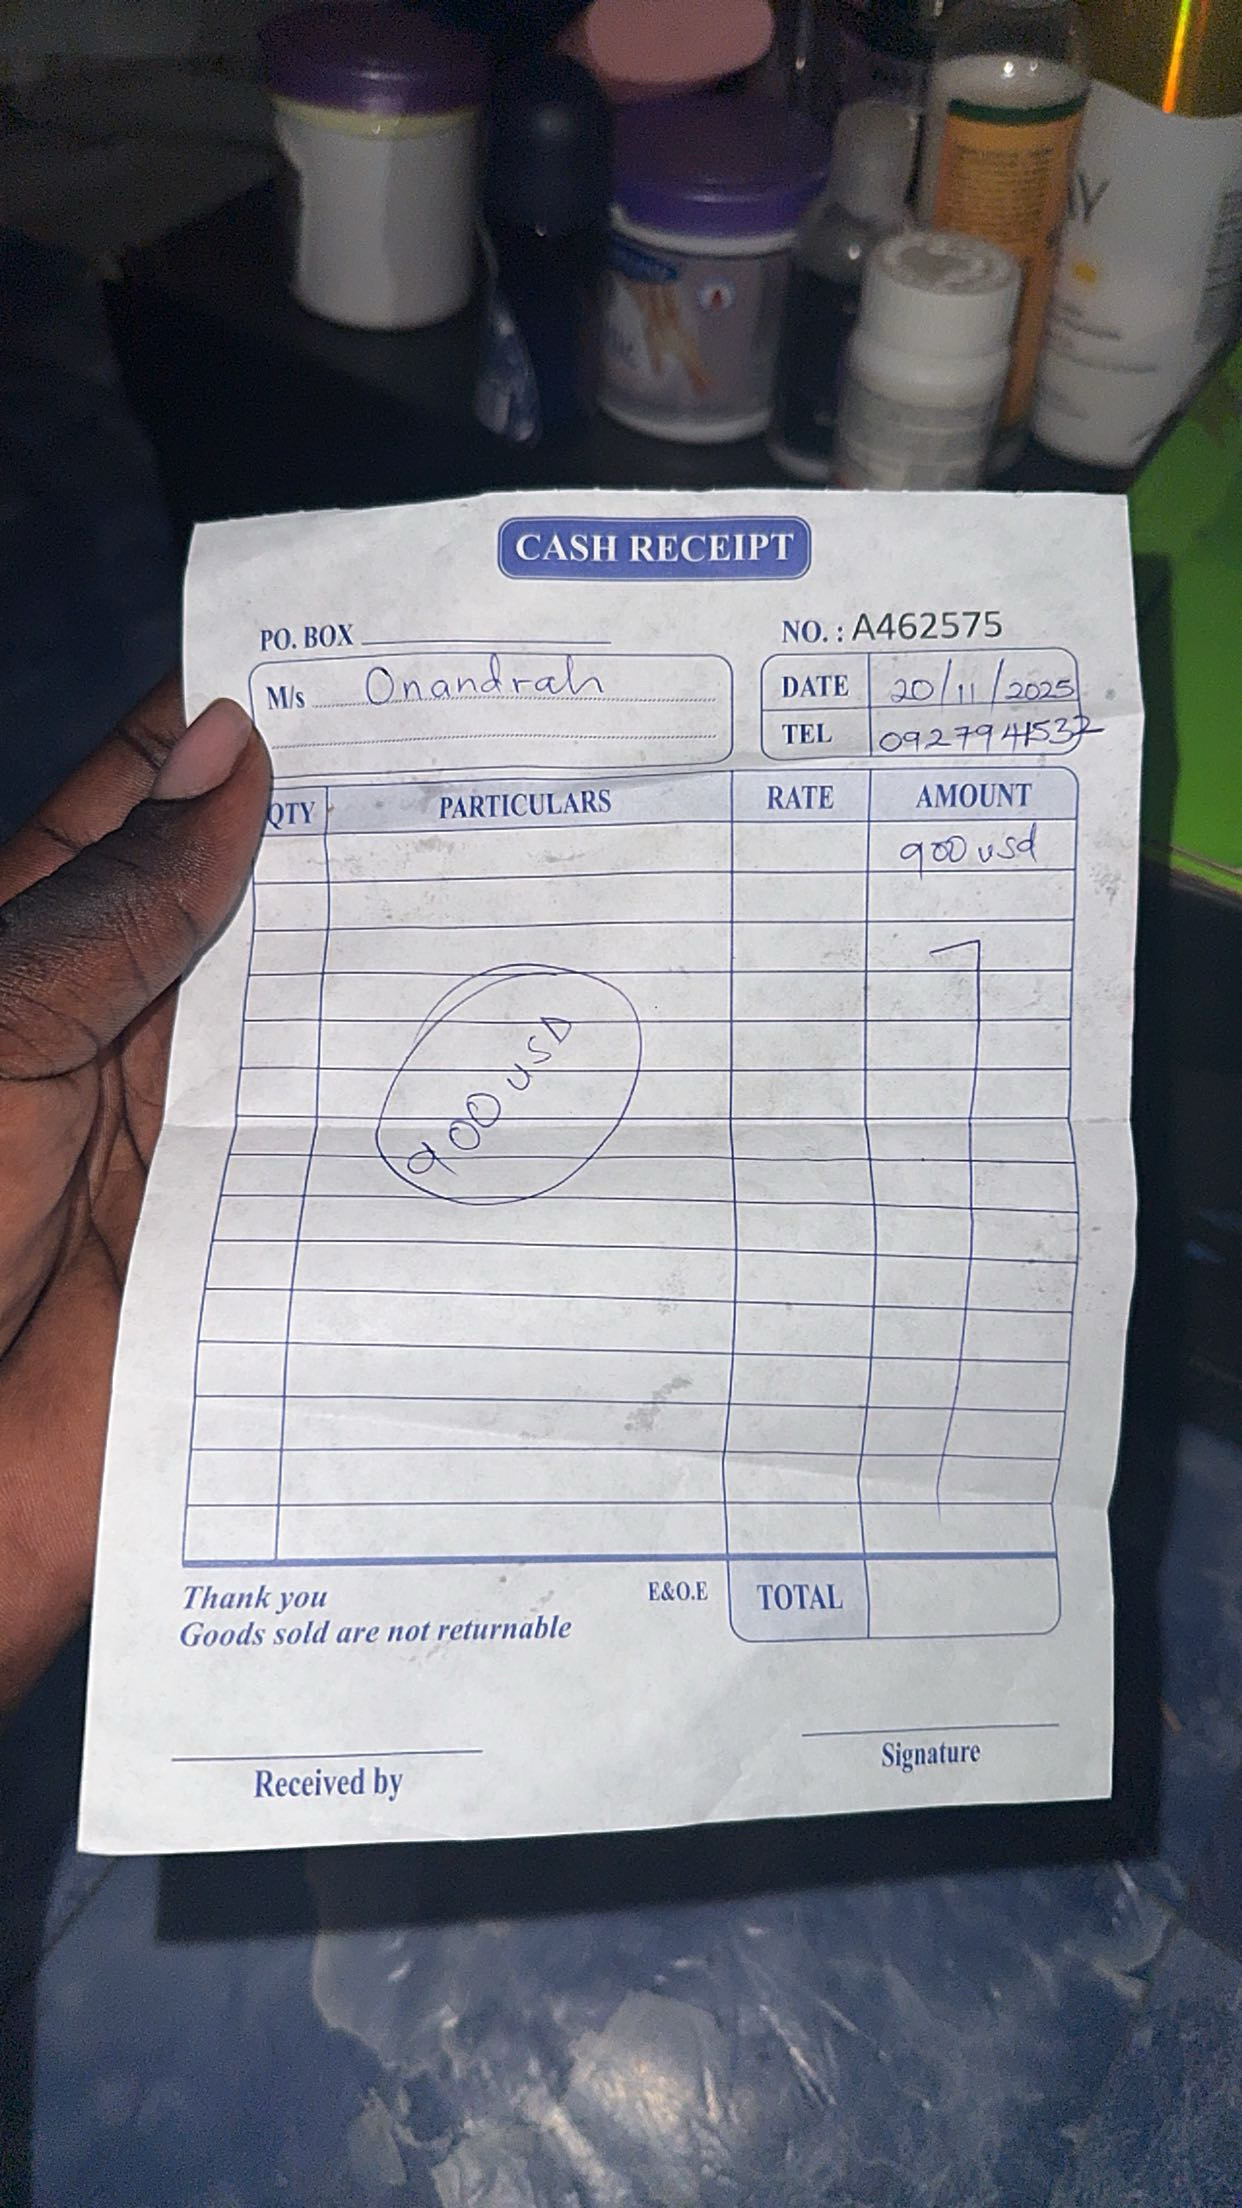 CASH RECEIPT
PO. BOX
NO. : A462575
M/s Onandrah
DATE 20/11/2025
TEL 0927941532
QTY PARTICULARS RATE AMOUNT
900 usd
900 USD
Thank you
E&O.E
TOTAL
Goods sold are not returnable
Received by
Signature